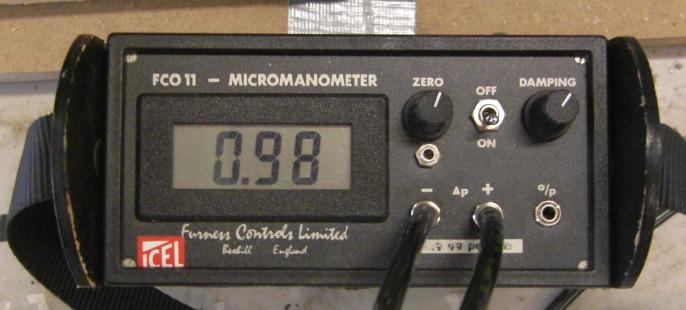 FCO 11 — MICROMANOMETER
ZERO
OFF
DAMPING
ON
0.98
− Δp +
o/p
Furness Controls Limited
Bexhill England
ICEL